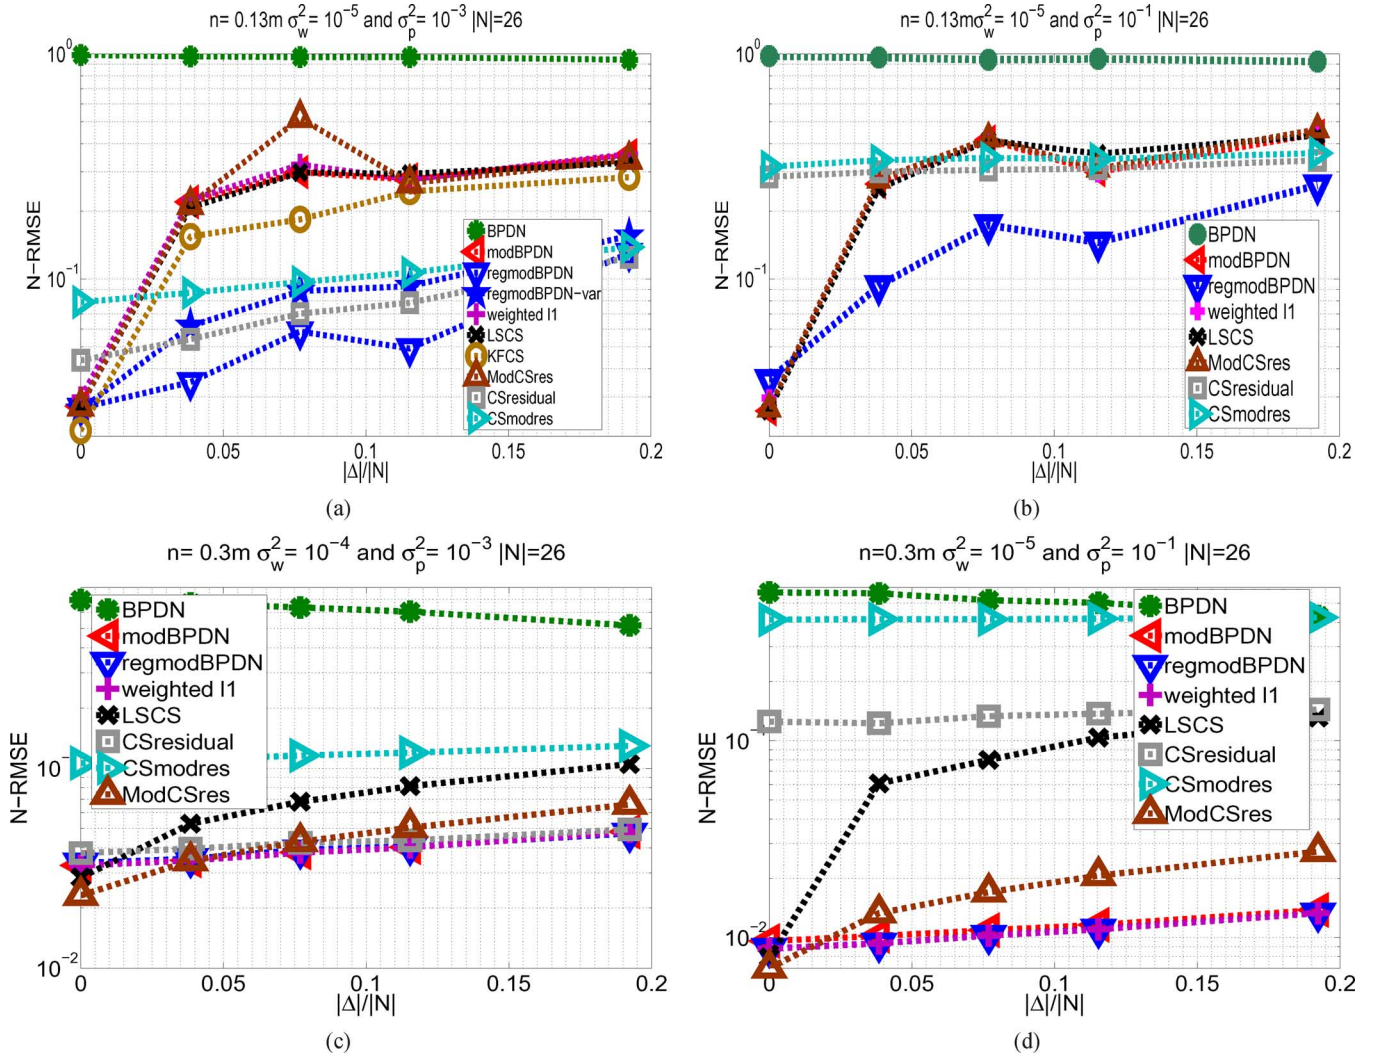 n= 0.13m σ_w^2= 10^−5 and σ_p^2= 10^−3 |N|=26
10^0
10^−1
N−RMSE
BPDN
modBPDN
regmodBPDN
regmodBPDN−var
weighted l1
LSCS
KFCS
ModCSres
CSresidual
CSmodres
0 0.05 0.1 0.15 0.2
|Δ|/|N|
(a)
n= 0.13mσ_w^2= 10^−5 and σ_p^2= 10^−1 |N|=26
10^0
10^−1
N−RMSE
BPDN
modBPDN
regmodBPDN
weighted l1
LSCS
ModCSres
CSresidual
CSmodres
0 0.05 0.1 0.15 0.2
|Δ|/|N|
(b)
n= 0.3m σ_w^2= 10^−4 and σ_p^2= 10^−3 |N|=26
10^−2
N−RMSE
BPDN
modBPDN
regmodBPDN
weighted l1
LSCS
CSresidual
CSmodres
ModCSres
0 0.05 0.1 0.15 0.2
|Δ|/|N|
(c)
n=0.3m σ_w^2= 10^−5 and σ_p^2= 10^−1 |N|=26
10^−1
10^−2
N−RMSE
BPDN
modBPDN
regmodBPDN
weighted l1
LSCS
CSresidual
CSmodres
ModCSres
0 0.05 0.1 0.15 0.2
|Δ|/|N|
(d)